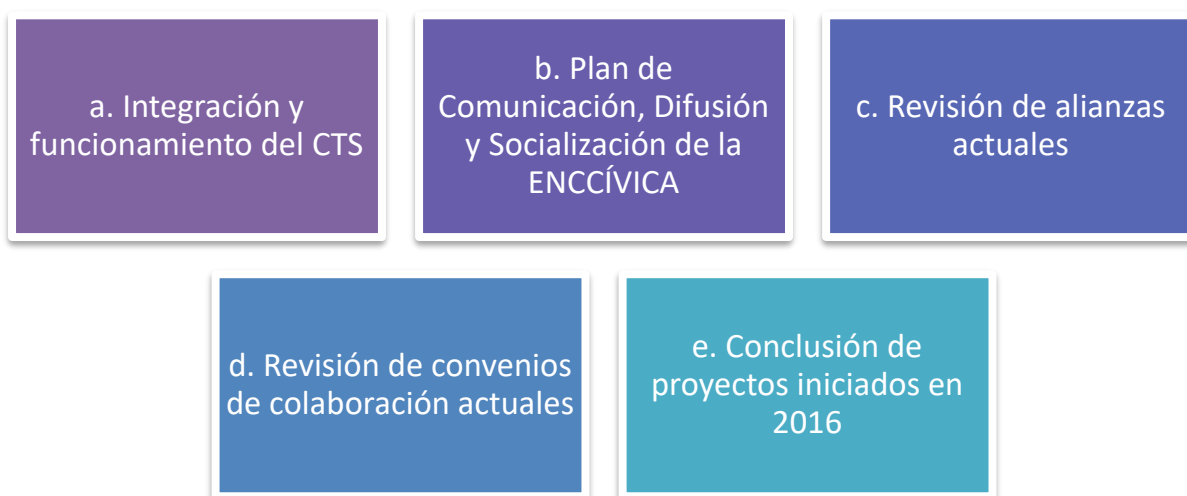 a. Integración y
funcionamiento del CTS
b. Plan de
Comunicación, Difusión
y Socialización de la
ENCCÍVICA
c. Revisión de alianzas
actuales
d. Revisión de convenios
de colaboración actuales
e. Conclusión de
proyectos iniciados en
2016